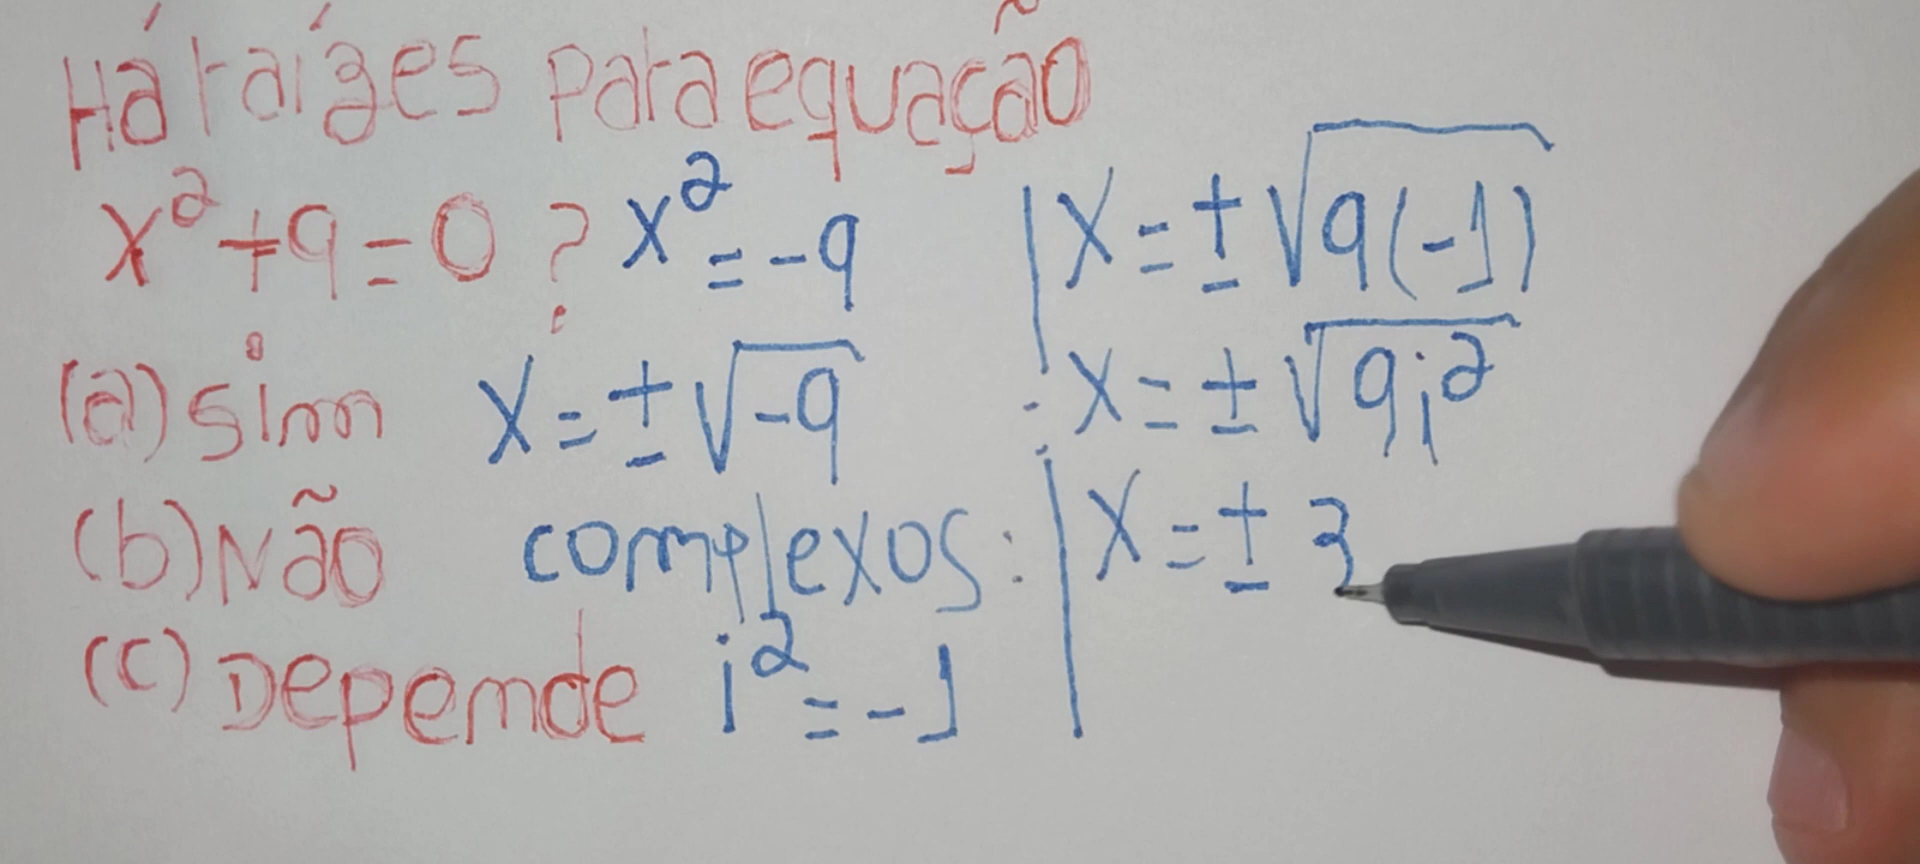 Há raízes para equação
x² + 9 = 0 ?
(a) sim
(b) Não
(c) Depende
x² = -9
x = ± √-9
complexos:
i² = -1
x = ± √9(-1)
x = ± √9i²
x = ± 3